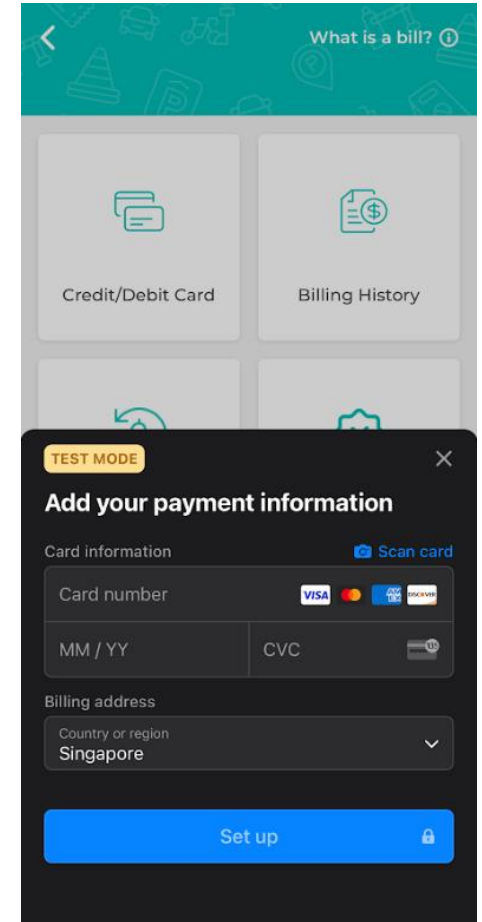 What is a bill?
Credit/Debit Card
Billing History
TEST MODE
Add your payment information
Card information
Scan card
Card number
VISA
AMEX
DISCOVER
MM / YY
CVC
Billing address
Country or region
Singapore
Set up